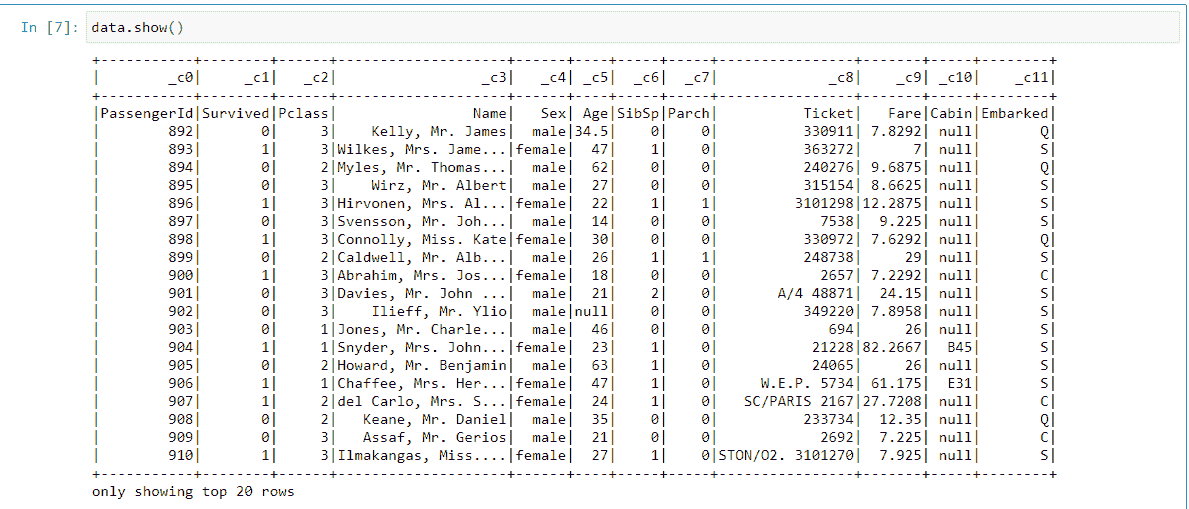 In [7]: data.show()
+-----------+--------+------+--------------------+------+----+-----+-----+------------------+-------+-----+--------+
|        _c0|     _c1|   _c2|                 _c3|   _c4| _c5|  _c6|  _c7|               _c8|    _c9| _c10|    _c11|
+-----------+--------+------+--------------------+------+----+-----+-----+------------------+-------+-----+--------+
|PassengerId|Survived|Pclass|                Name|   Sex| Age|SibSp|Parch|            Ticket|   Fare|Cabin|Embarked|
|        892|       0|     3|    Kelly, Mr. James|  male|34.5|    0|    0|            330911| 7.8292| null|       Q|
|        893|       1|     3|Wilkes, Mrs. Jame...|female|  47|    1|    0|            363272|      7| null|       S|
|        894|       0|     2|Myles, Mr. Thomas...|  male|  62|    0|    0|            240276| 9.6875| null|       Q|
|        895|       0|     3|    Wirz, Mr. Albert|  male|  27|    0|    0|            315154| 8.6625| null|       S|
|        896|       1|     3|Hirvonen, Mrs. Al...|female|  22|    1|    1|           3101298|12.2875| null|       S|
|        897|       0|     3|Svensson, Mr. Joh...|  male|  14|    0|    0|              7538|  9.225| null|       S|
|        898|       1|     3|Connolly, Miss. Kate|female|  30|    0|    0|            330972| 7.6292| null|       Q|
|        899|       0|     2|Caldwell, Mr. Alb...|  male|  26|    1|    1|            248738|     29| null|       S|
|        900|       1|     3|Abrahim, Mrs. Jos...|female|  18|    0|    0|              2657| 7.2292| null|       C|
|        901|       0|     3|Davies, Mr. John ...|  male|  21|    2|    0|         A/4 48871|  24.15| null|       S|
|        902|       0|     3|    Ilieff, Mr. Ylio|  male|null|    0|    0|            349220| 7.8958| null|       S|
|        903|       0|     1|Jones, Mr. Charle...|  male|  46|    0|    0|               694|     26| null|       S|
|        904|       1|     1|Snyder, Mrs. John...|female|  23|    1|    0|             21228|82.2667|  B45|       S|
|        905|       0|     2|Howard, Mr. Benjamin|  male|  63|    1|    0|             24065|     26| null|       S|
|        906|       1|     1|Chaffee, Mrs. Her...|female|  47|    1|    0|       W.E.P. 5734| 61.175|  E31|       S|
|        907|       1|     2|del Carlo, Mrs. S...|female|  24|    1|    0|     SC/PARIS 2167|27.7208| null|       C|
|        908|       0|     2|   Keane, Mr. Daniel|  male|  35|    0|    0|            233734|  12.35| null|       Q|
|        909|       0|     3|   Assaf, Mr. Gerios|  male|  21|    0|    0|              2692|  7.225| null|       C|
|        910|       1|     3|Ilmakangas, Miss....|female|  27|    1|    0|STON/O2. 3101270|  7.925| null|       S|
+-----------+--------+------+--------------------+------+----+-----+-----+------------------+-------+-----+--------+
only showing top 20 rows